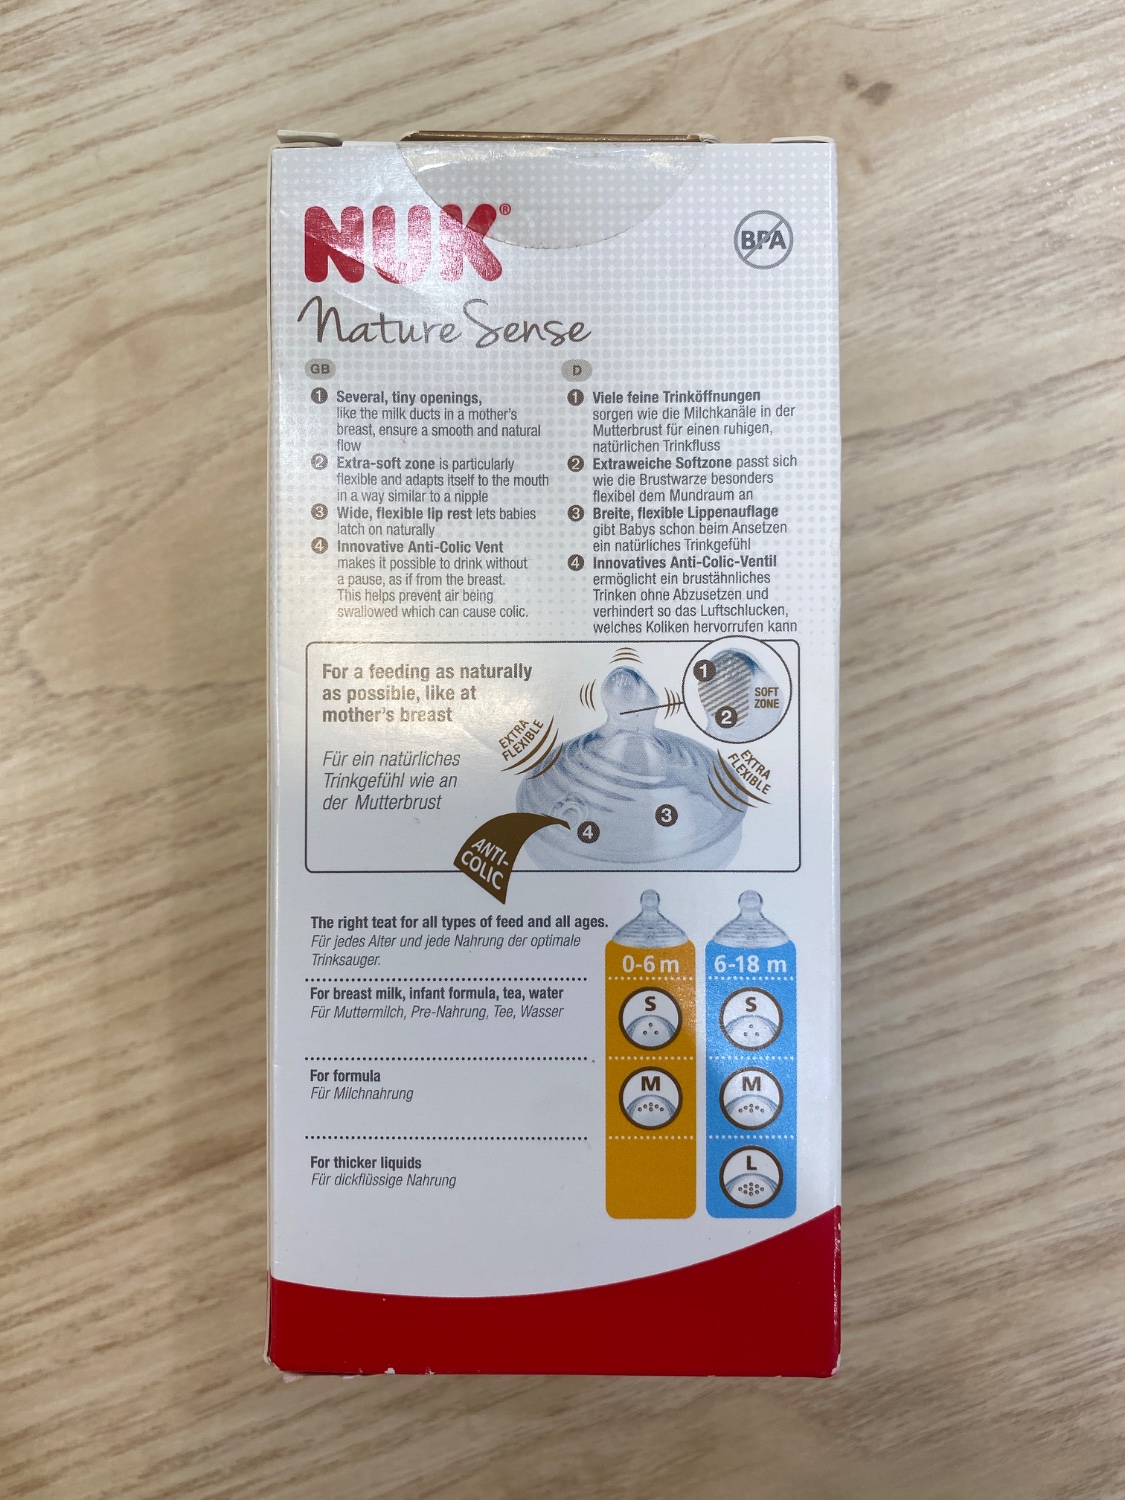 NUK®
BPA
Nature Sense
GB
1 Several, tiny openings,
like the milk ducts in a mother's
breast, ensure a smooth and natural
flow
2 Extra-soft zone is particularly
flexible and adapts itself to the mouth
in a way similar to a nipple
3 Wide, flexible lip rest lets babies
latch on naturally
4 Innovative Anti-Colic Vent
makes it possible to drink without
a pause, as if from the breast.
This helps prevent air being
swallowed which can cause colic.
D
1 Viele feine Trinköffnungen
sorgen wie die Milchkanäle in der
Mutterbrust für einen ruhigen,
natürlichen Trinkfluss
2 Extraweiche Softzone passt sich
wie die Brustwarze besonders
flexibel dem Mundraum an
3 Breite, flexible Lippenauflage
gibt Babys schon beim Ansetzen
ein natürliches Trinkgefühl
4 Innovatives Anti-Colic-Ventil
ermöglicht ein brustähnliches
Trinken ohne Abzusetzen und
verhindert so das Luftschlucken,
welches Koliken hervorrufen kann
For a feeding as naturally
as possible, like at
mother's breast
Für ein natürliches
Trinkgefühl wie an
der Mutterbrust
EXTRA
FLEXIBLE
1
2
SOFT
ZONE
EXTRA
FLEXIBLE
3
4
ANTI-
COLIC
The right teat for all types of feed and all ages.
Für jedes Alter und jede Nahrung der optimale
Trinksauger.
0-6 m
6-18 m
For breast milk, infant formula, tea, water
Für Muttermilch, Pre-Nahrung, Tee, Wasser
S
S
For formula
Für Milchnahrung
M
M
For thicker liquids
Für dickflüssige Nahrung
L